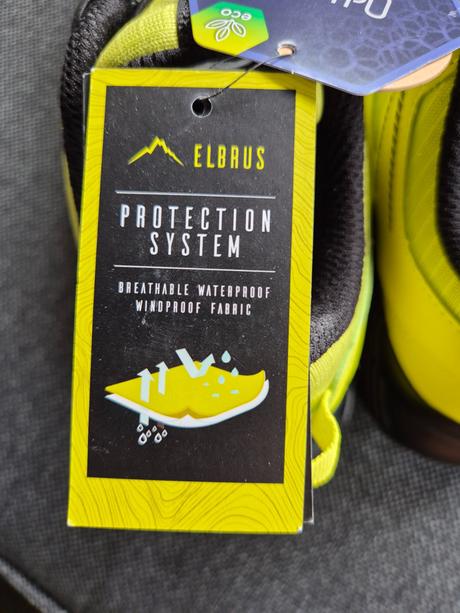 eco
ELBRUS
PROTECTION
SYSTEM
BREATHABLE WATERPROOF
WINDPROOF FABRIC